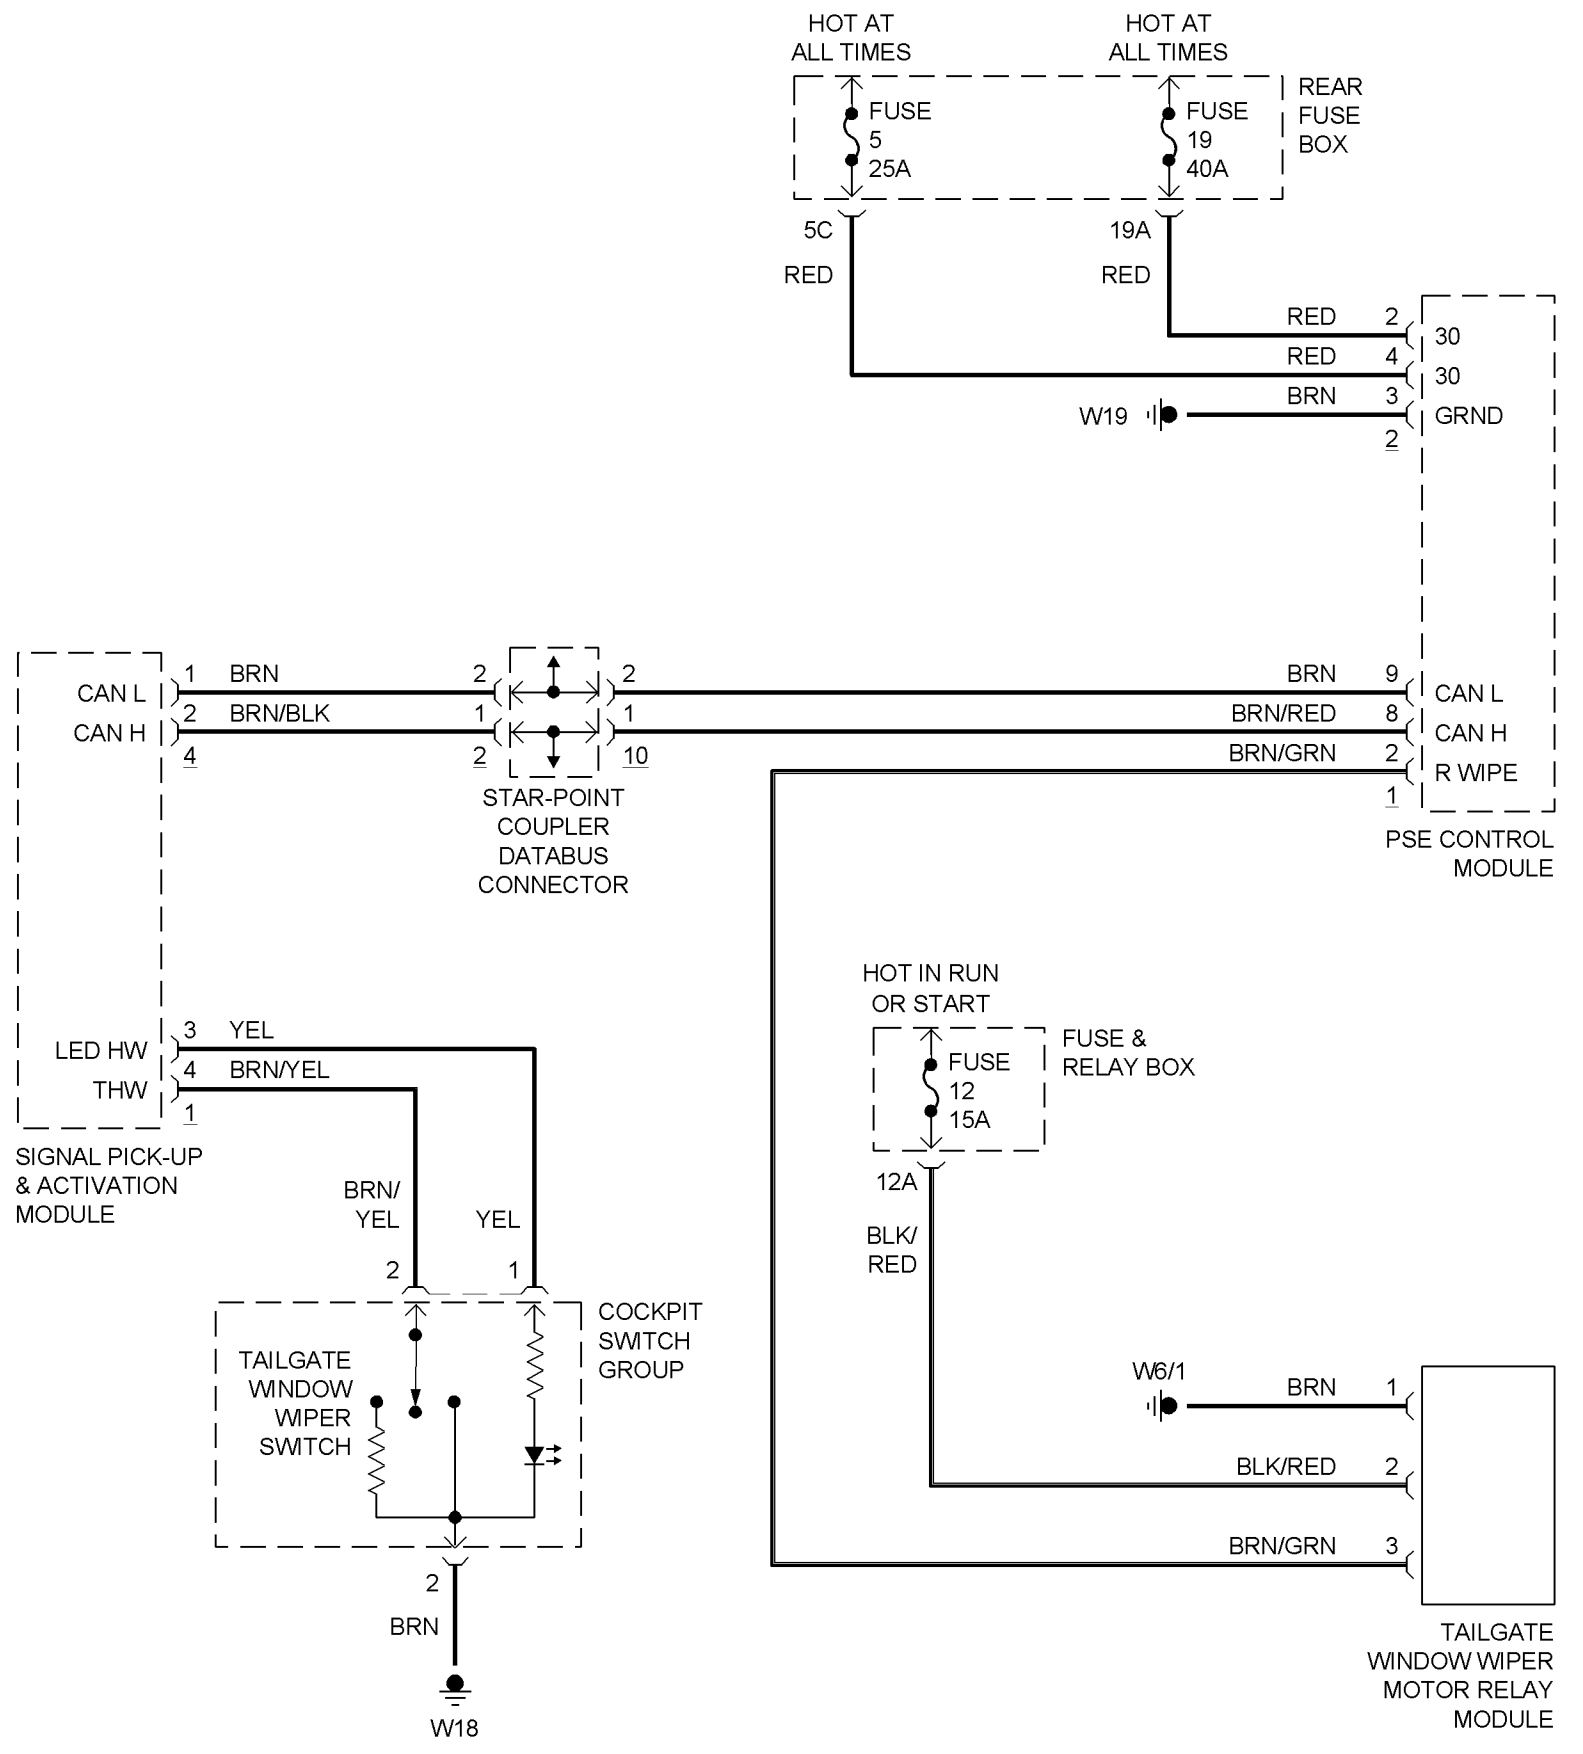 HOT AT
ALL TIMES
HOT AT
ALL TIMES
FUSE
5
25A
FUSE
19
40A
REAR
FUSE
BOX
5C
19A
RED
RED
RED 2
30
RED 4
30
BRN 3
W19
GRND
2
1 BRN 2
2
BRN 9
CAN L
CAN L
2 BRN/BLK 1
1
BRN/RED 8
CAN H
CAN H
4
2
10
BRN/GRN 2
R WIPE
1
STAR-POINT
COUPLER
DATABUS
CONNECTOR
PSE CONTROL
MODULE
HOT IN RUN
OR START
FUSE
12
15A
FUSE &
RELAY BOX
3 YEL
LED HW
4 BRN/YEL
THW
1
SIGNAL PICK-UP
& ACTIVATION
MODULE
12A
BLK/
RED
BRN/
YEL
YEL
2
1
COCKPIT
SWITCH
GROUP
TAILGATE
WINDOW
WIPER
SWITCH
W6/1
BRN 1
BLK/RED 2
BRN/GRN 3
2
BRN
W18
TAILGATE
WINDOW WIPER
MOTOR RELAY
MODULE